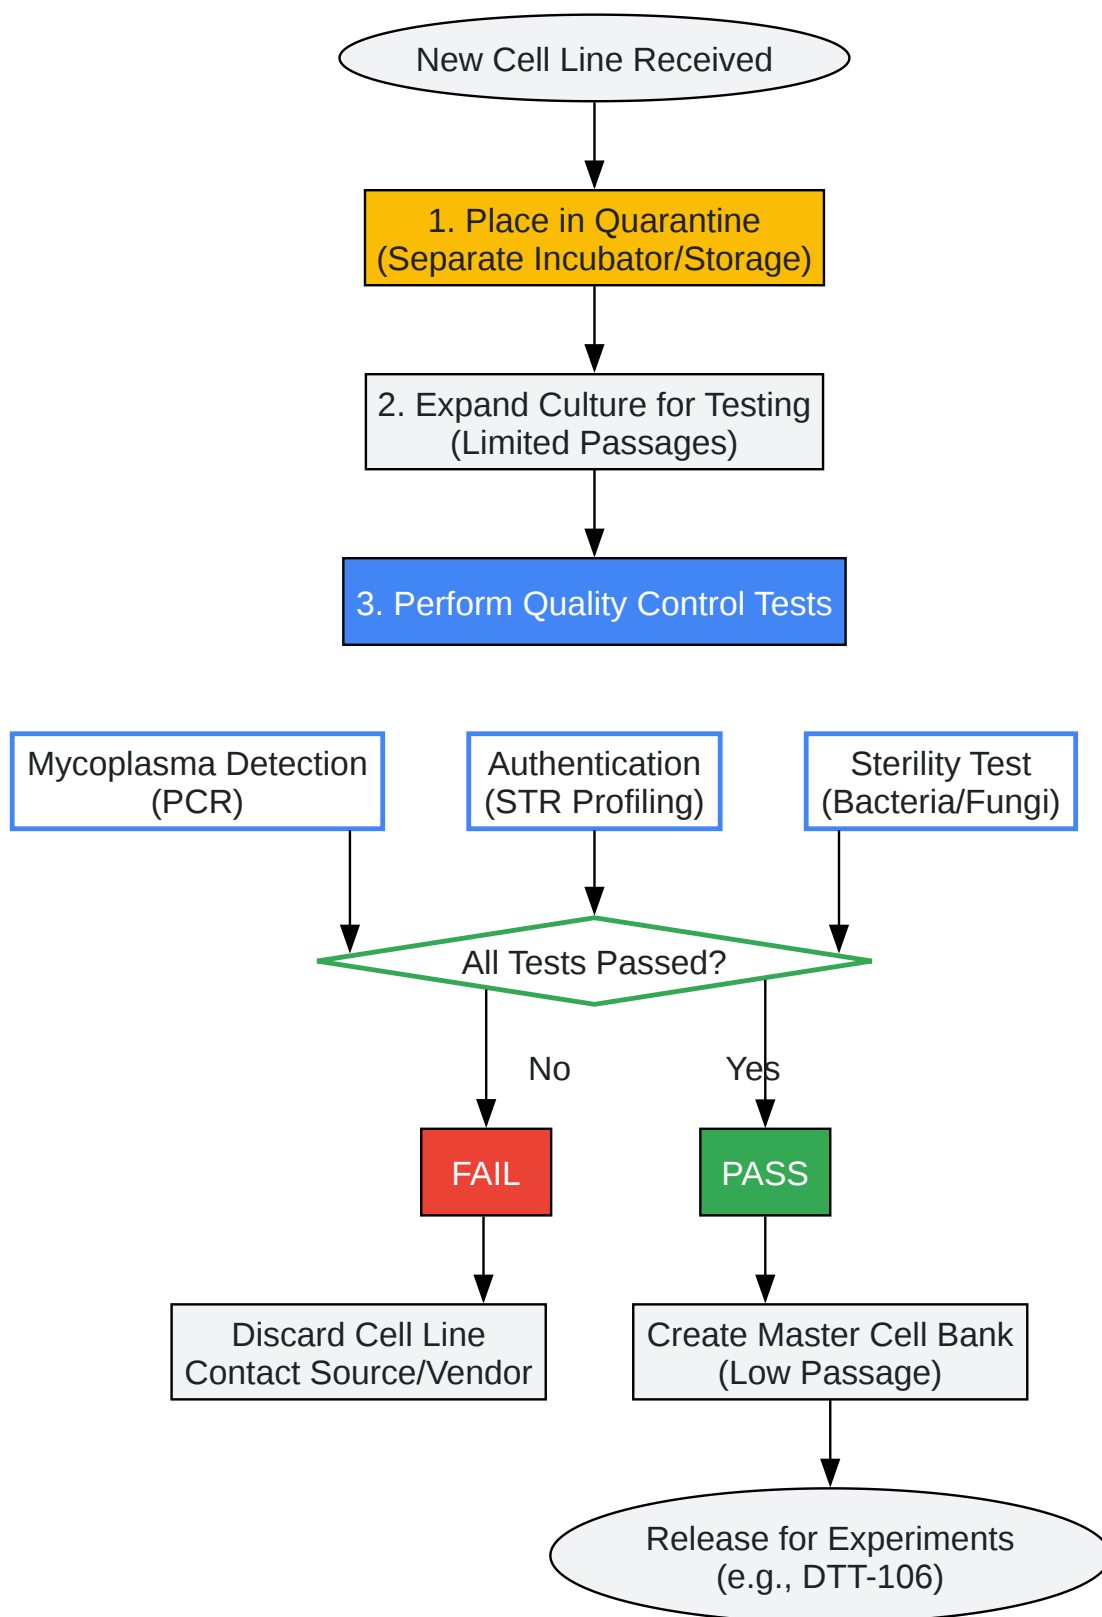 New Cell Line Received
1. Place in Quarantine
(Separate Incubator/Storage)
2. Expand Culture for Testing
(Limited Passages)
3. Perform Quality Control Tests
Mycoplasma Detection
(PCR)
Authentication
(STR Profiling)
Sterility Test
(Bacteria/Fungi)
All Tests Passed?
No
Yes
FAIL
PASS
Discard Cell Line
Contact Source/Vendor
Create Master Cell Bank
(Low Passage)
Release for Experiments
(e.g., DTT-106)